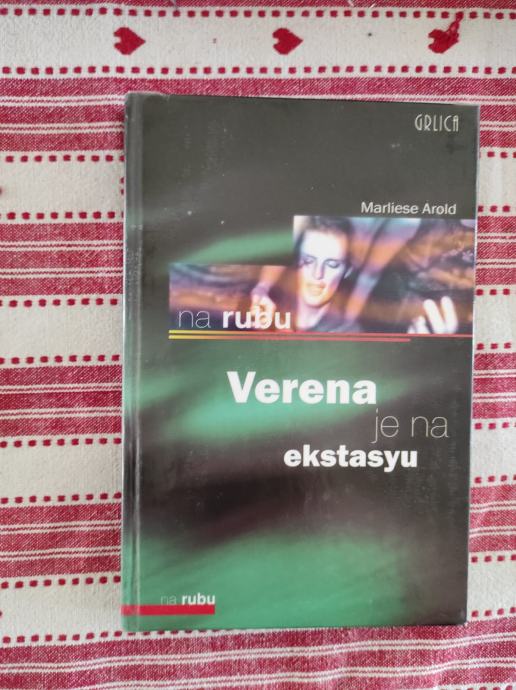 GRLICA
Marliese Arold
na rubu
Verena
je na
ekstasyu
na rubu